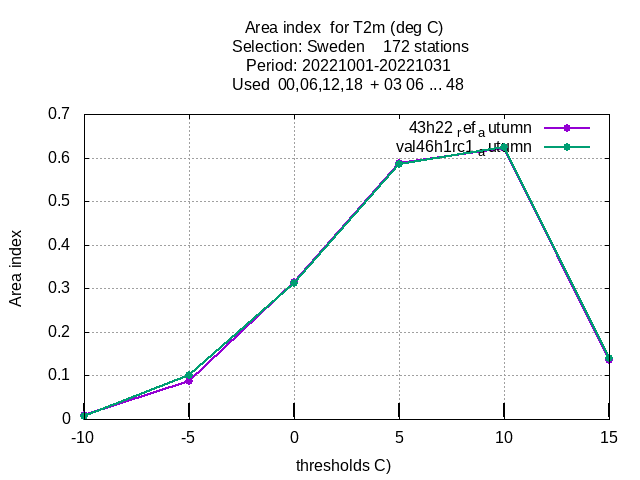 Area index  for T2m (deg C)
Selection: Sweden    172 stations
Period: 20221001-20221031
Used  00,06,12,18  + 03 06 ... 48
0.7
43h22 ref autumn
val46h1rc1 autumn
0.6
0.5
0.4
0.3
0.2
0.1
0
Area index
-10 -5 0 5 10 15
thresholds C)